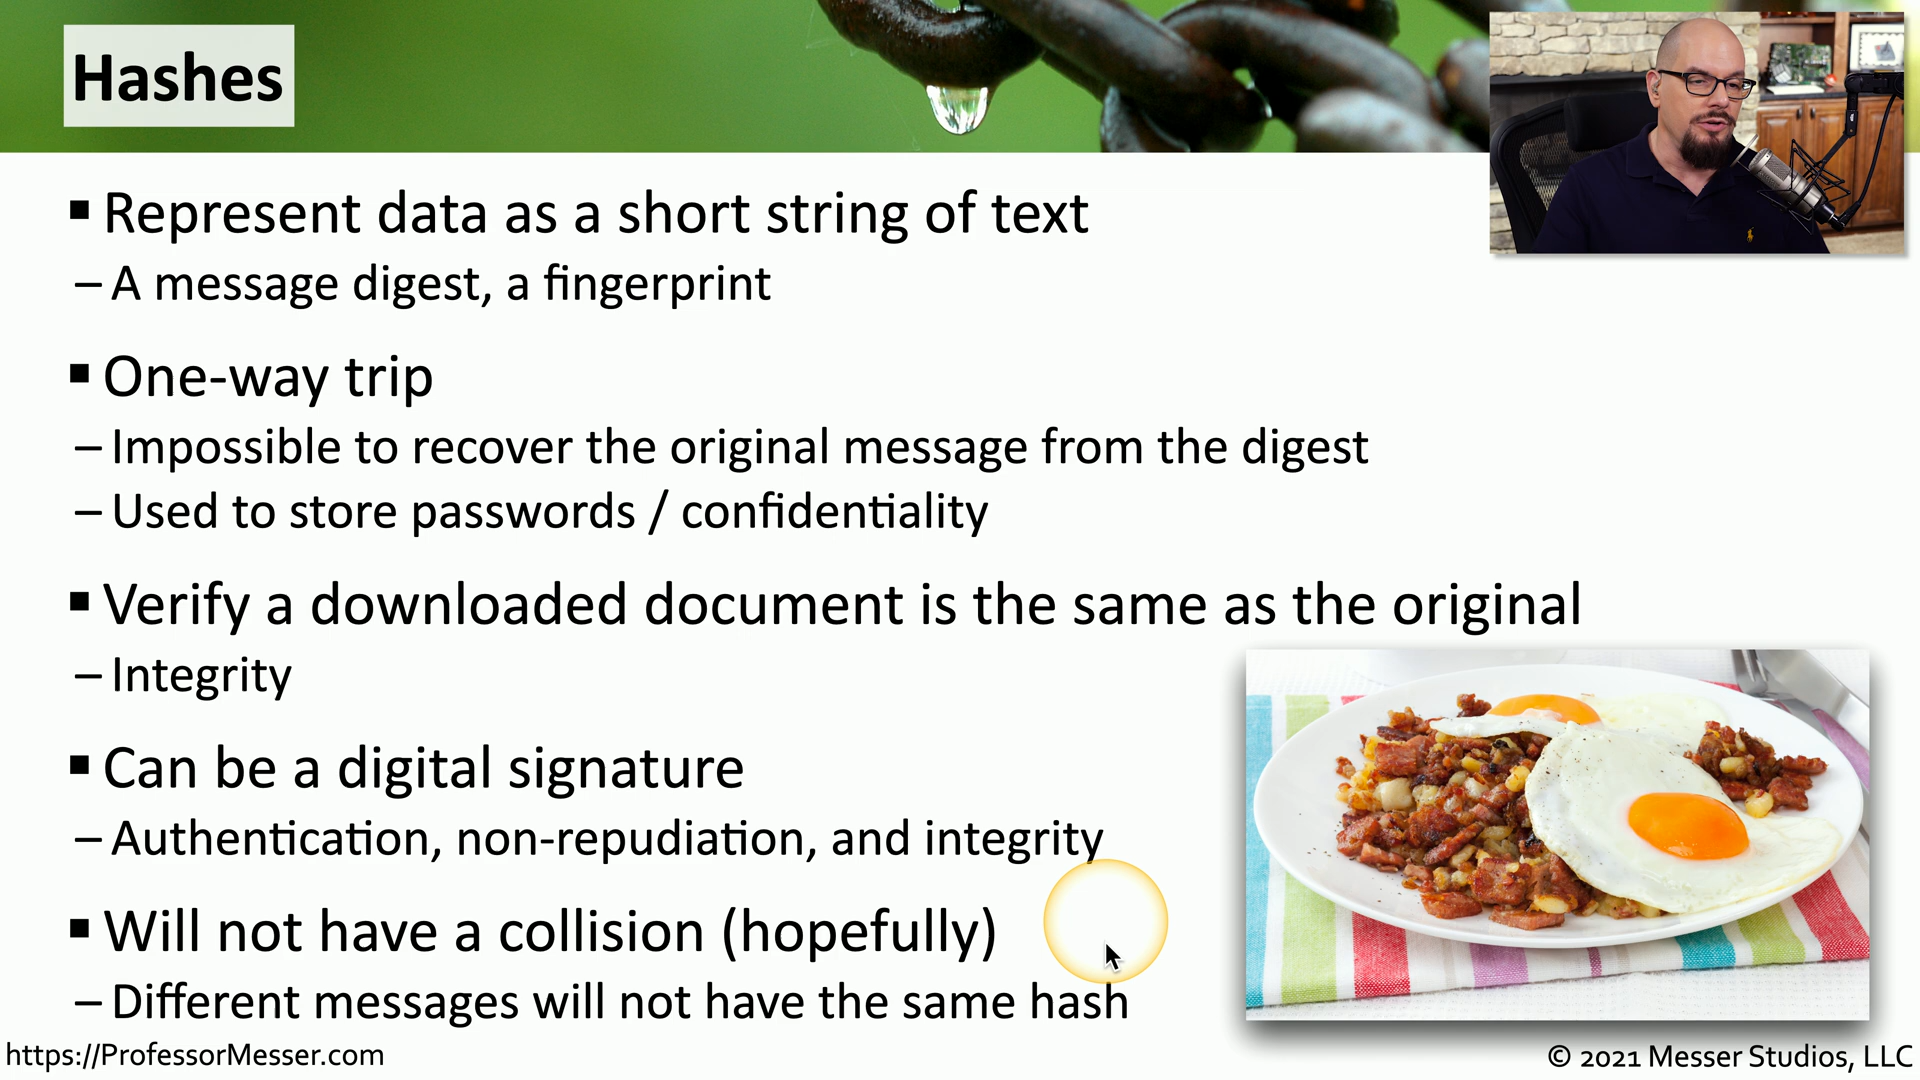 Hashes
▪ Represent data as a short string of text
– A message digest, a fingerprint
▪ One-way trip
– Impossible to recover the original message from the digest
– Used to store passwords / confidentiality
▪ Verify a downloaded document is the same as the original
– Integrity
▪ Can be a digital signature
– Authentication, non-repudiation, and integrity
▪ Will not have a collision (hopefully)
– Different messages will not have the same hash
https://ProfessorMesser.com
© 2021 Messer Studios, LLC